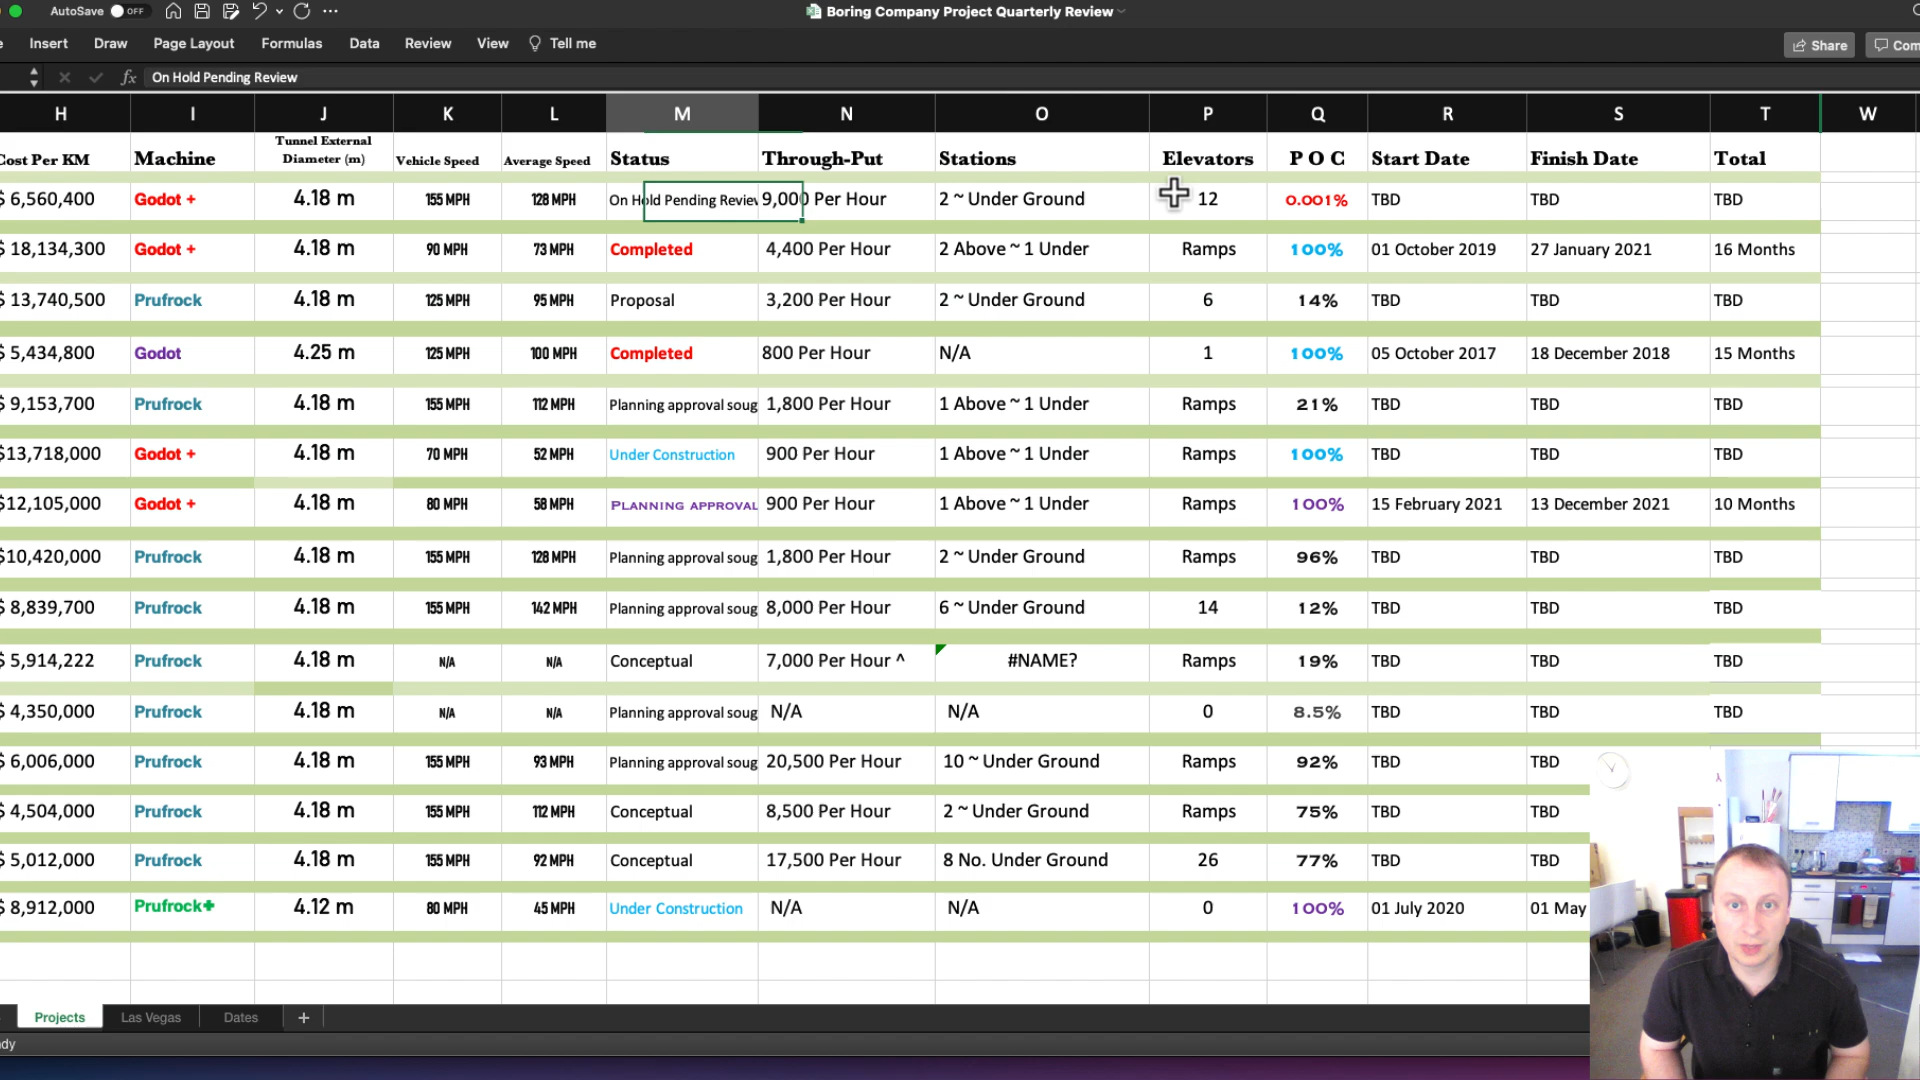 AutoSave OFF
Boring Company Project Quarterly Review
Insert Draw Page Layout Formulas Data Review View Tell me
Share
fx On Hold Pending Review
H I J K L M N O P Q R S T W
Cost Per KM Machine Tunnel External Diameter (m) Vehicle Speed Average Speed Status Through-Put Stations Elevators P O C Start Date Finish Date Total
$ 6,560,400 Godot + 4.18 m 155 MPH 128 MPH On Hold Pending Review 9,000 Per Hour 2 ~ Under Ground 12 0.001% TBD TBD TBD
$ 18,134,300 Godot + 4.18 m 90 MPH 73 MPH Completed 4,400 Per Hour 2 Above ~ 1 Under Ramps 100% 01 October 2019 27 January 2021 16 Months
$ 13,740,500 Prufrock 4.18 m 125 MPH 95 MPH Proposal 3,200 Per Hour 2 ~ Under Ground 6 14% TBD TBD TBD
$ 5,434,800 Godot 4.25 m 125 MPH 100 MPH Completed 800 Per Hour N/A 1 100% 05 October 2017 18 December 2018 15 Months
$ 9,153,700 Prufrock 4.18 m 155 MPH 112 MPH Planning approval soug 1,800 Per Hour 1 Above ~ 1 Under Ramps 21% TBD TBD TBD
$13,718,000 Godot + 4.18 m 70 MPH 52 MPH Under Construction 900 Per Hour 1 Above ~ 1 Under Ramps 100% TBD TBD TBD
$12,105,000 Godot + 4.18 m 80 MPH 58 MPH PLANNING APPROVAL 900 Per Hour 1 Above ~ 1 Under Ramps 100% 15 February 2021 13 December 2021 10 Months
$10,420,000 Prufrock 4.18 m 155 MPH 128 MPH Planning approval soug 1,800 Per Hour 2 ~ Under Ground Ramps 96% TBD TBD TBD
$ 8,839,700 Prufrock 4.18 m 155 MPH 142 MPH Planning approval soug 8,000 Per Hour 6 ~ Under Ground 14 12% TBD TBD TBD
$ 5,914,222 Prufrock 4.18 m N/A N/A Conceptual 7,000 Per Hour ^ #NAME? Ramps 19% TBD TBD TBD
$ 4,350,000 Prufrock 4.18 m N/A N/A Planning approval soug N/A N/A 0 8.5% TBD TBD TBD
$ 6,006,000 Prufrock 4.18 m 155 MPH 93 MPH Planning approval soug 20,500 Per Hour 10 ~ Under Ground Ramps 92% TBD TBD
$ 4,504,000 Prufrock 4.18 m 155 MPH 112 MPH Conceptual 8,500 Per Hour 2 ~ Under Ground Ramps 75% TBD TBD
$ 5,012,000 Prufrock 4.18 m 155 MPH 92 MPH Conceptual 17,500 Per Hour 8 No. Under Ground 26 77% TBD TBD
$ 8,912,000 Prufrock+ 4.12 m 80 MPH 45 MPH Under Construction N/A N/A 0 100% 01 July 2020 01 May
Projects Las Vegas Dates +